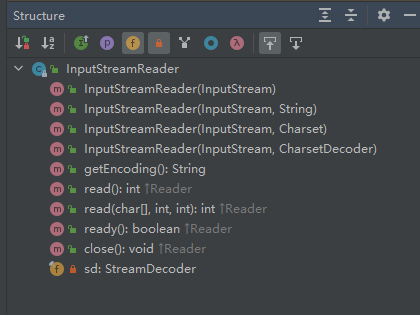 Structure
InputStreamReader
InputStreamReader(InputStream)
InputStreamReader(InputStream, String)
InputStreamReader(InputStream, Charset)
InputStreamReader(InputStream, CharsetDecoder)
getEncoding(): String
read(): int ↑Reader
read(char[], int, int): int ↑Reader
ready(): boolean ↑Reader
close(): void ↑Reader
sd: StreamDecoder